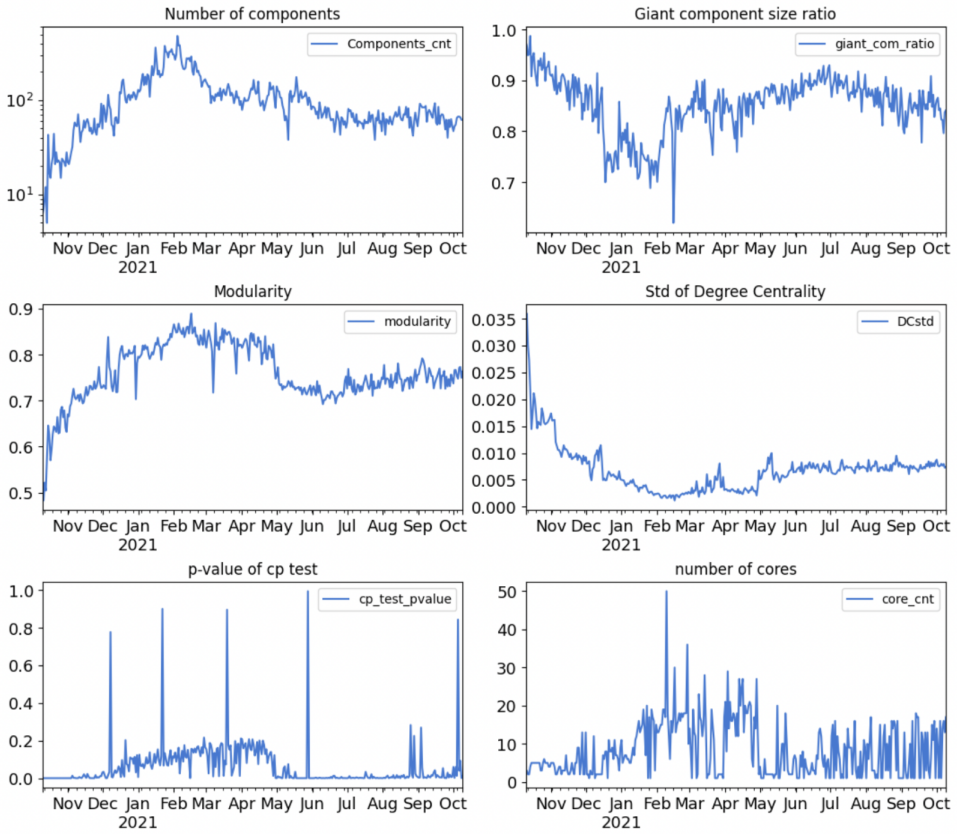 Number of components
Components_cnt
10²
10¹
Nov Dec Jan Feb Mar Apr May Jun Jul Aug Sep Oct
2021
Giant component size ratio
giant_com_ratio
1.0
0.9
0.8
0.7
Nov Dec Jan Feb Mar Apr May Jun Jul Aug Sep Oct
2021
Modularity
modularity
0.9
0.8
0.7
0.6
0.5
Nov Dec Jan Feb Mar Apr May Jun Jul Aug Sep Oct
2021
Std of Degree Centrality
DCstd
0.035
0.030
0.025
0.020
0.015
0.010
0.005
0.000
Nov Dec Jan Feb Mar Apr May Jun Jul Aug Sep Oct
2021
p-value of cp test
cp_test_pvalue
1.0
0.8
0.6
0.4
0.2
0.0
Nov Dec Jan Feb Mar Apr May Jun Jul Aug Sep Oct
2021
number of cores
core_cnt
50
40
30
20
10
0
Nov Dec Jan Feb Mar Apr May Jun Jul Aug Sep Oct
2021